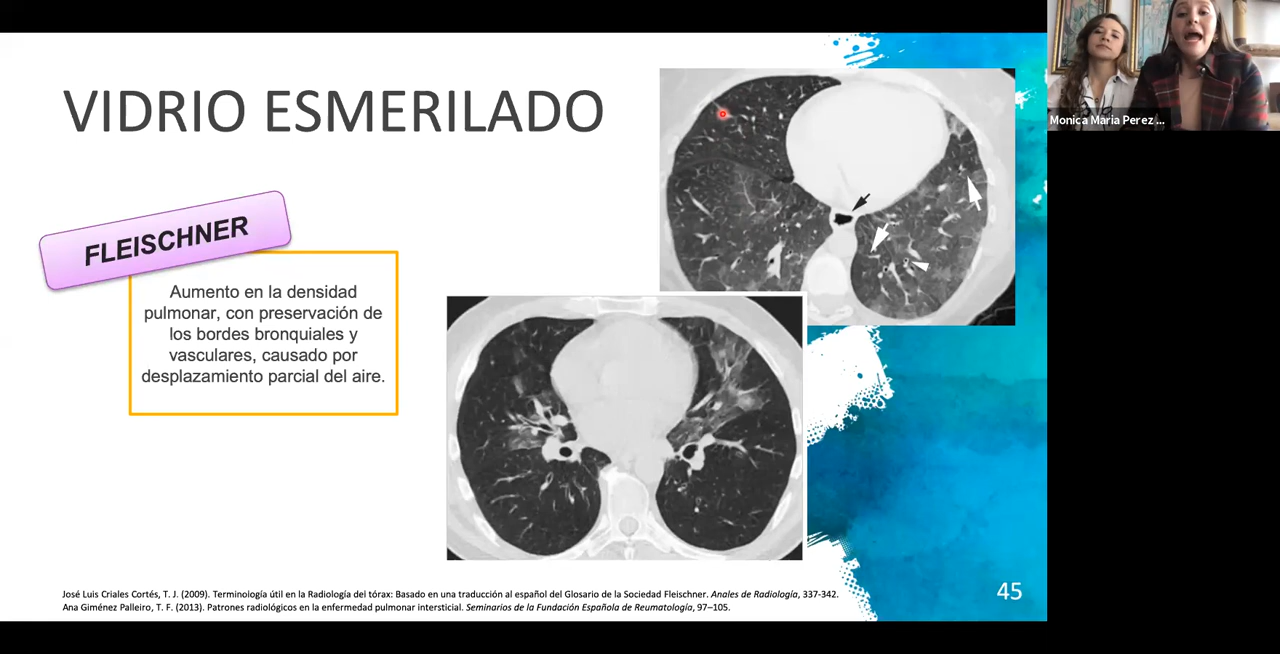 VIDRIO ESMERILADO
FLEISCHNER
Aumento en la densidad
pulmonar, con preservación de
los bordes bronquiales y
vasculares, causado por
desplazamiento parcial del aire.
Monica Maria Perez ...
José Luis Criales Cortés, T. J. (2009). Terminología útil en la Radiología del tórax: Basado en una traducción al español del Glosario de la Sociedad Fleischner. Anales de Radiología, 337-342.
Ana Giménez Palleiro, T. F. (2013). Patrones radiológicos en la enfermedad pulmonar intersticial. Seminarios de la Fundación Española de Reumatología, 97–105.
45